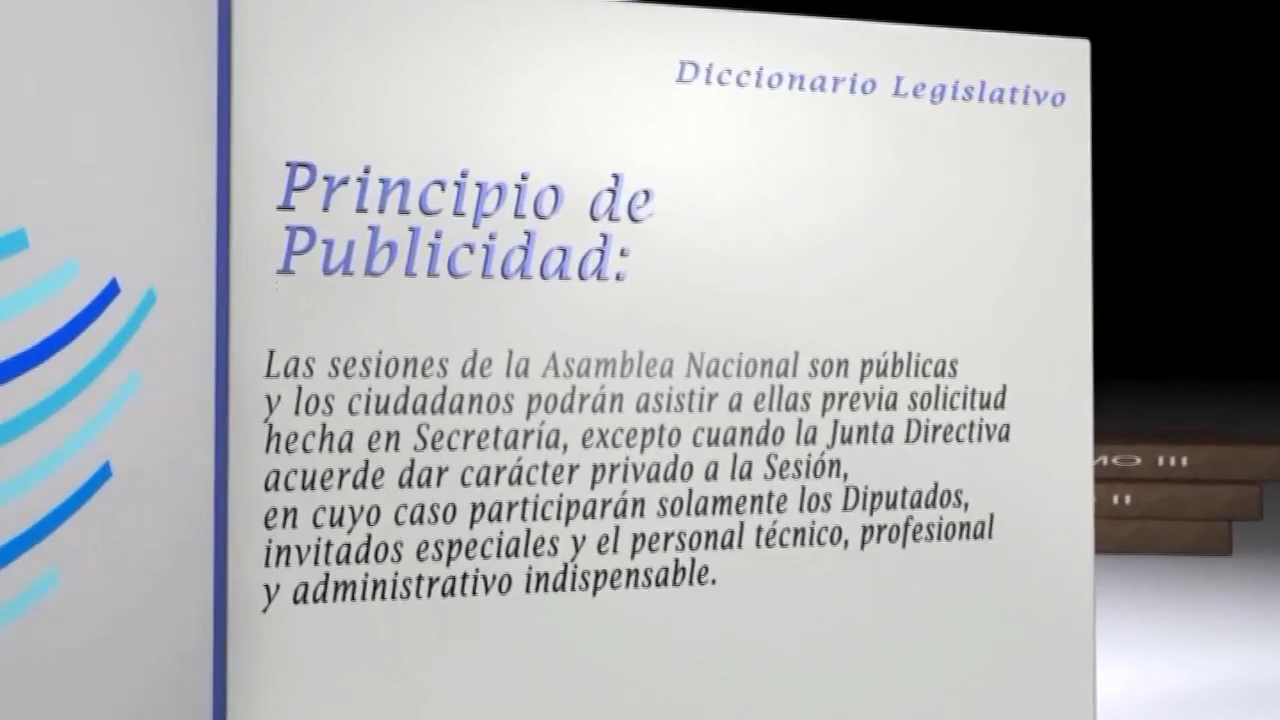 Diccionario Legislativo
Principio de
Publicidad:
Las sesiones de la Asamblea Nacional son públicas
y los ciudadanos podrán asistir a ellas previa solicitud
hecha en Secretaría, excepto cuando la Junta Directiva
acuerde dar carácter privado a la Sesión,
en cuyo caso participarán solamente los Diputados,
invitados especiales y el personal técnico, profesional
y administrativo indispensable.
III
II